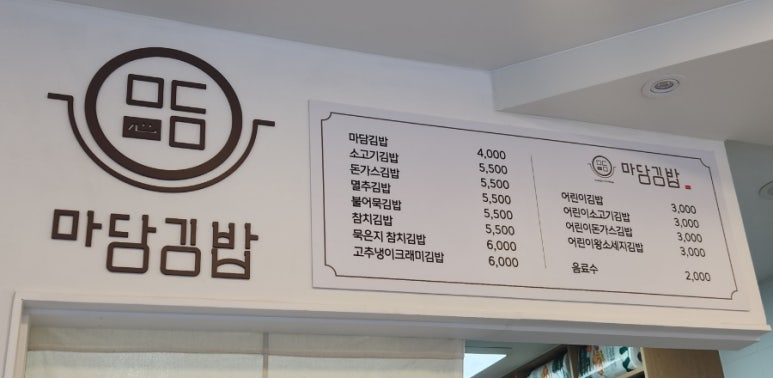 마담김밥
마담김밥 4,000
소고기김밥 5,500
돈가스김밥 5,500
멸추김밥 5,500
불어묵김밥 5,500
참치김밥 5,500
묵은지 참치김밥 6,000
고추냉이크래미김밥 6,000
마담김밥
어린이김밥 3,000
어린이소고기김밥 3,000
어린이돈가스김밥 3,000
어린이왕소세지김밥 3,000
음료수 2,000